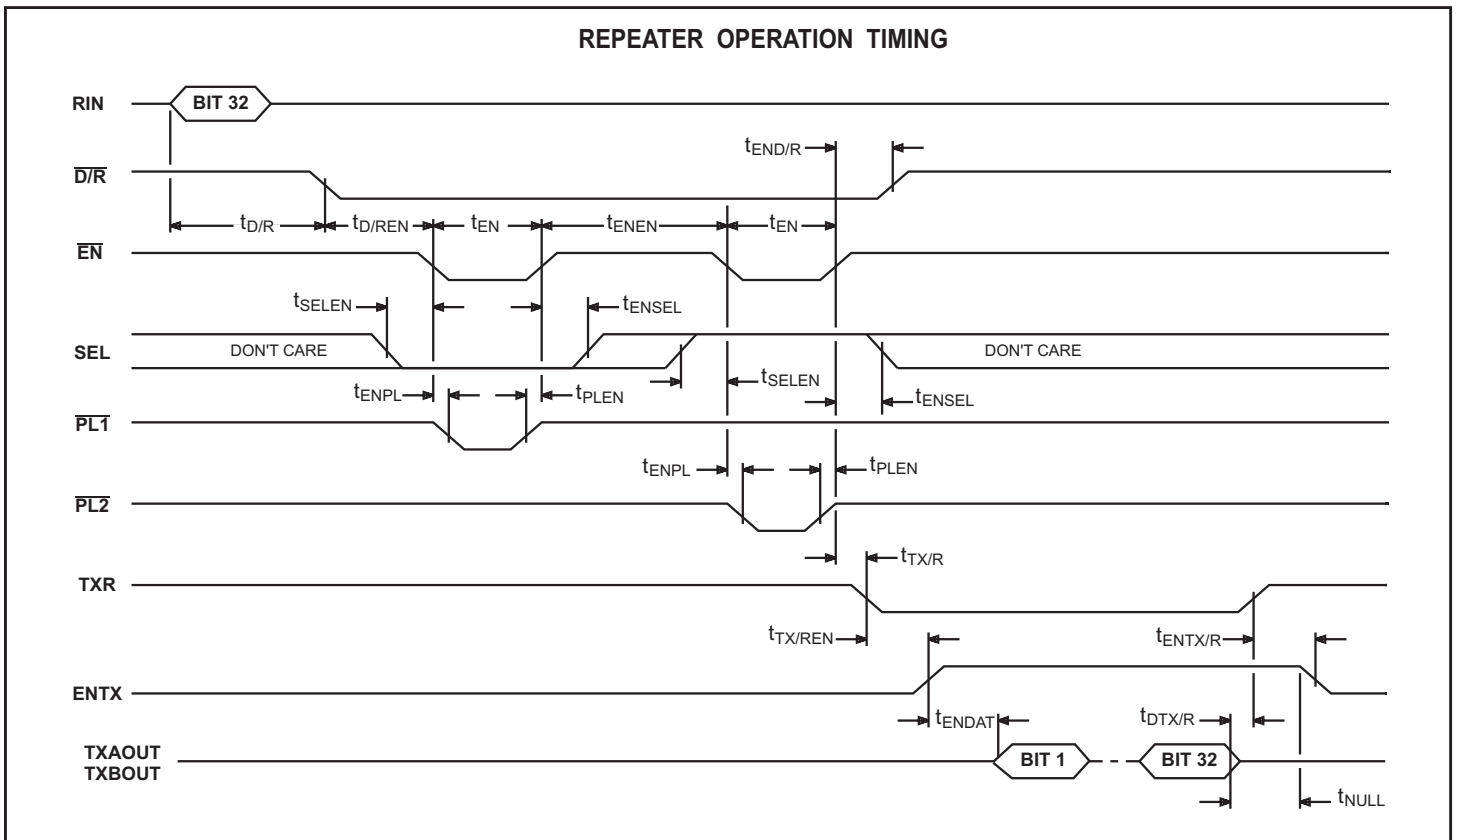 REPEATER OPERATION TIMING
RIN
BIT 32
tEND/R
D/R
tD/R
tD/REN
tEN
tENEN
tEN
EN
tSELEN
tENSEL
SEL
DON'T CARE
DON'T CARE
tSELEN
tENPL
tPLEN
tENSEL
PL1
tENPL
tPLEN
PL2
tTX/R
TXR
tTX/REN
tENTX/R
ENTX
tENDAT
tDTX/R
TXAOUT
TXBOUT
BIT 1
BIT 32
tNULL